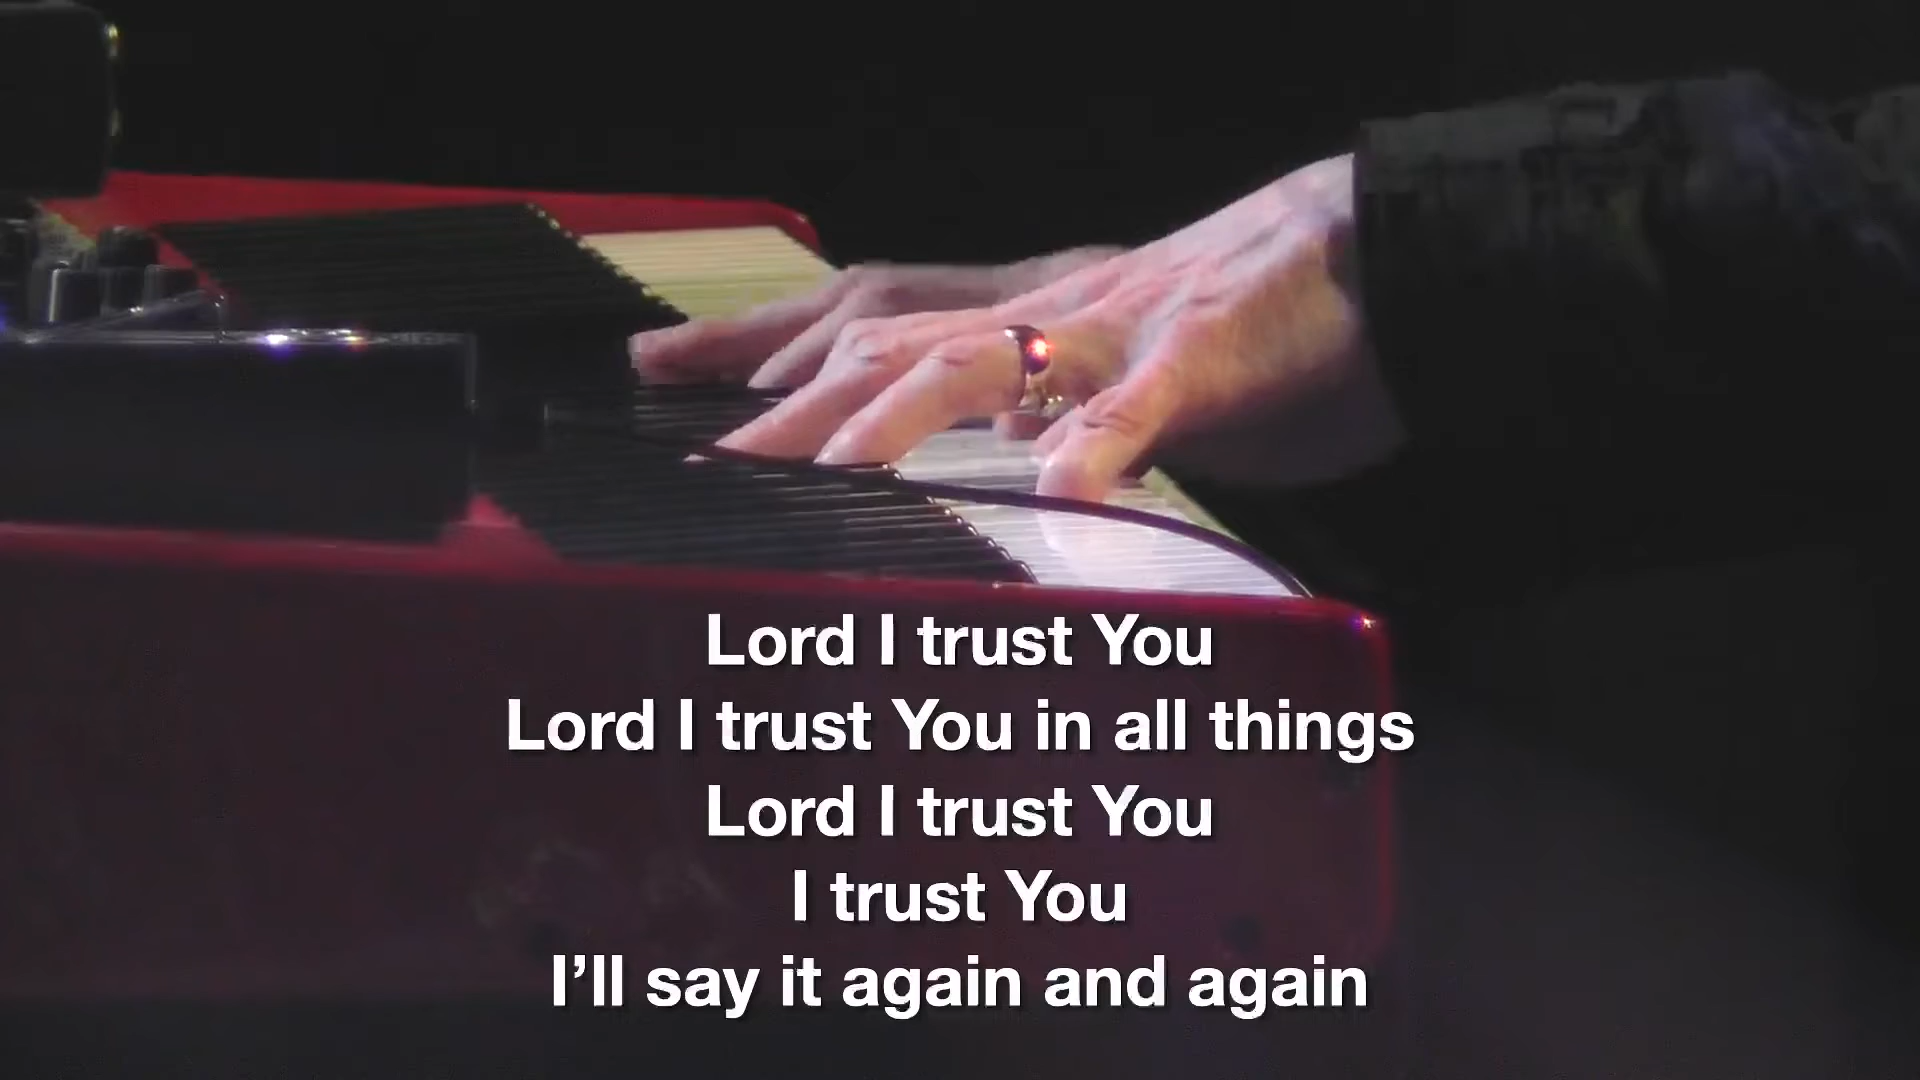 Lord I trust You
Lord I trust You in all things
Lord I trust You
I trust You
I’ll say it again and again